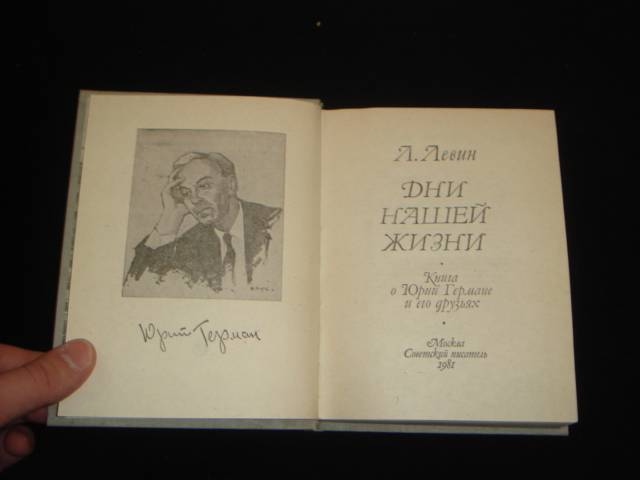 Юрий Герман
Л. Левин
ДНИ
НАШЕЙ
ЖИЗНИ
Книга
о Юрии Германе
и его друзьях
Москва
Советский писатель
1981